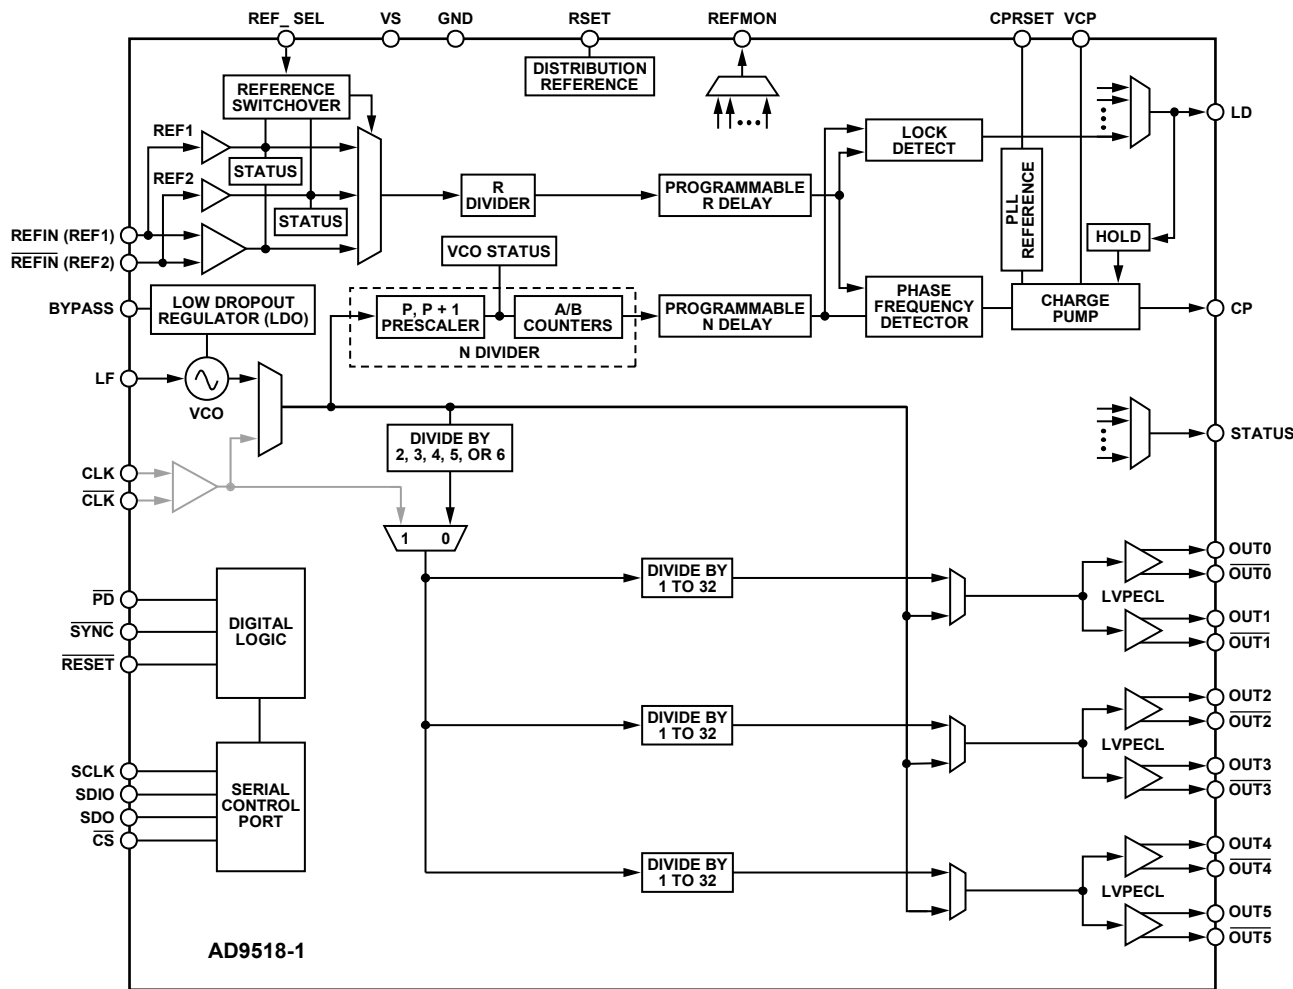 REF_SEL
VS
GND
RSET
REFMON
CPRSET
VCP
DISTRIBUTION
REFERENCE
REFERENCE
SWITCHOVER
REF1
STATUS
REF2
STATUS
REFIN (REF1)
REFIN (REF2)
BYPASS
LOW DROPOUT
REGULATOR (LDO)
LF
VCO
CLK
CLK
R
DIVIDER
VCO STATUS
P, P + 1
PRESCALER
A/B
COUNTERS
N DIVIDER
PROGRAMMABLE
R DELAY
PROGRAMMABLE
N DELAY
LOCK
DETECT
PLL
REFERENCE
HOLD
PHASE
FREQUENCY
DETECTOR
CHARGE
PUMP
LD
CP
STATUS
DIVIDE BY
2, 3, 4, 5, OR 6
1 0
PD
SYNC
RESET
DIGITAL
LOGIC
SCLK
SDIO
SDO
CS
SERIAL
CONTROL
PORT
DIVIDE BY
1 TO 32
LVPECL
OUT0
OUT0
OUT1
OUT1
DIVIDE BY
1 TO 32
LVPECL
OUT2
OUT2
OUT3
OUT3
DIVIDE BY
1 TO 32
LVPECL
OUT4
OUT4
OUT5
OUT5
AD9518-1